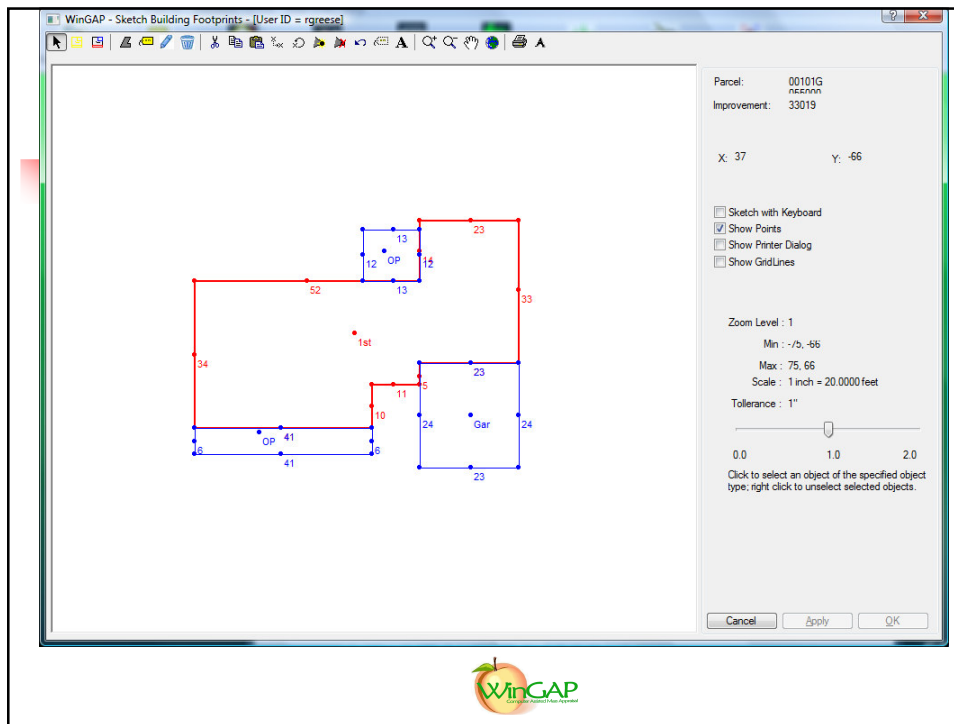 WinGAP - Sketch Building Footprints - [User ID = rgreese]
A
Parcel: 00101G
055000
Improvement: 33019
X: 37 Y: -66
Sketch with Keyboard
Show Points
Show Printer Dialog
Show GridLines
Zoom Level : 1
Min : -75, -66
Max : 75, 66
Scale : 1 inch = 20.0000 feet
Tollerance : 1"
0.0 1.0 2.0
Click to select an object of the specified object
type; right click to unselect selected objects.
Cancel Apply OK
23
13
14
12 OP 12
52 13
33
1st
34
23
11 5
10
24 Gar 24
41
OP
6 6
41
23
WinGAP
Computer Assisted Mass Appraisal